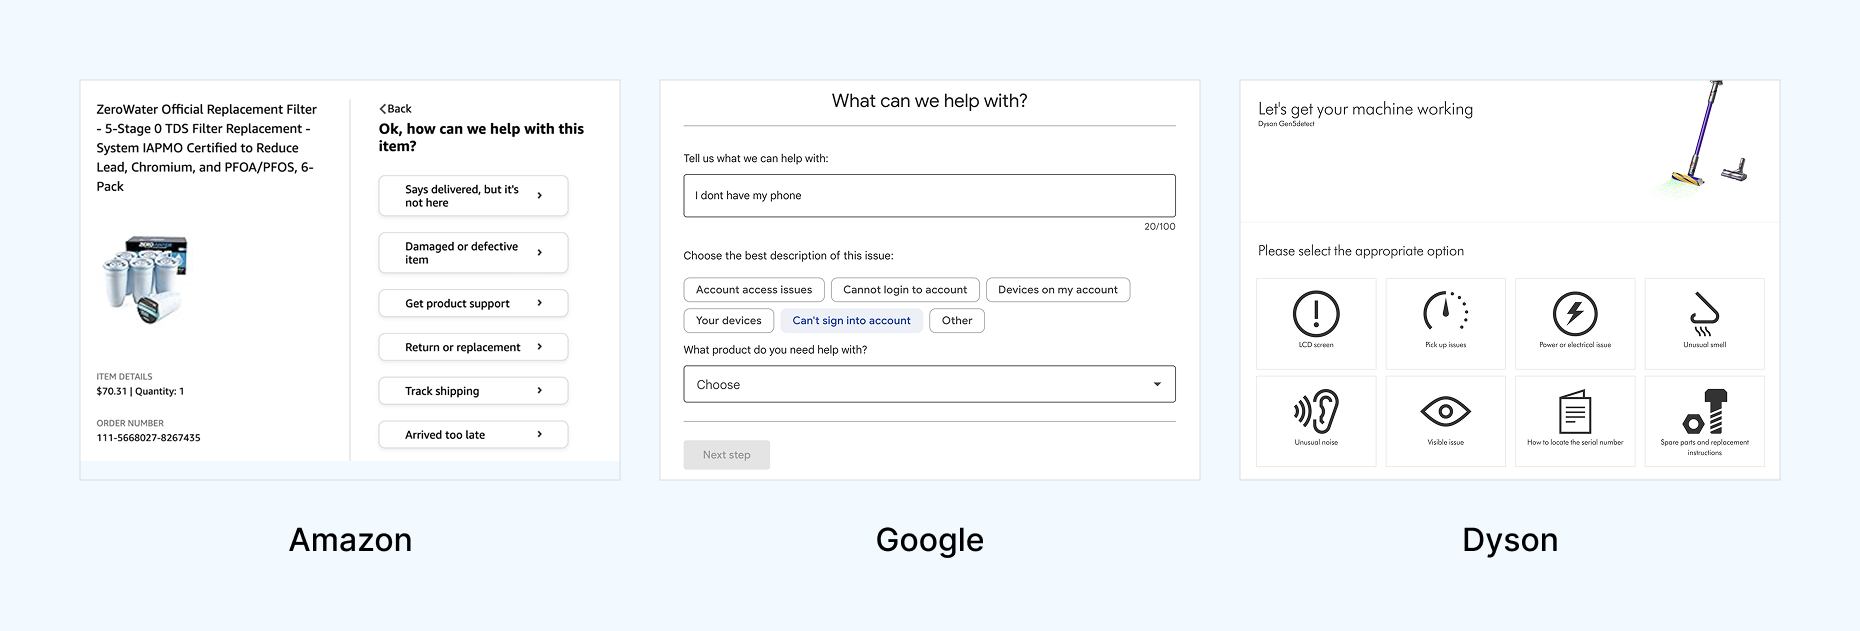 ZeroWater Official Replacement Filter
- 5-Stage 0 TDS Filter Replacement -
System IAPMO Certified to Reduce
Lead, Chromium, and PFOA/PFOS, 6-
Pack
ZEROWATER
ITEM DETAILS
$70.31 | Quantity: 1
ORDER NUMBER
111-5668027-8267435
Back
Ok, how can we help with this
item?
Says delivered, but it's
not here
Damaged or defective
item
Get product support
Return or replacement
Track shipping
Arrived too late
Amazon
What can we help with?
Tell us what we can help with:
I dont have my phone
20/100
Choose the best description of this issue:
Account access issues
Cannot login to account
Devices on my account
Your devices
Can't sign into account
Other
What product do you need help with?
Choose
Next step
Google
Let's get your machine working
Dyson Gen5detect
Please select the appropriate option
LCD screen
Pick up issues
Power or electrical issue
Unusual smell
Unusual noise
Visible issue
How to locate the serial number
Spare parts and replacement
instructions
Dyson